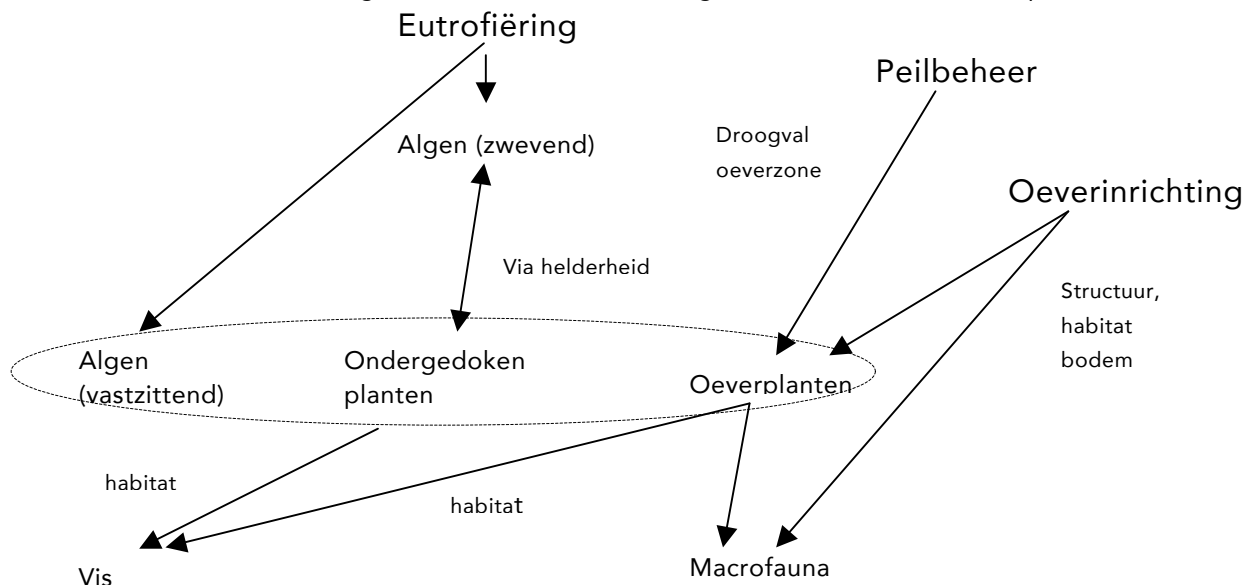 Eutrofiëring
Peilbeheer
Droogval
oeverzone
Algen (zwevend)
Oeverinrichting
Via helderheid
Structuur,
habitat
bodem
Algen
(vastzittend)
Ondergedoken
planten
Oeverplanten
habitat
habitat
Vis
Macrofauna